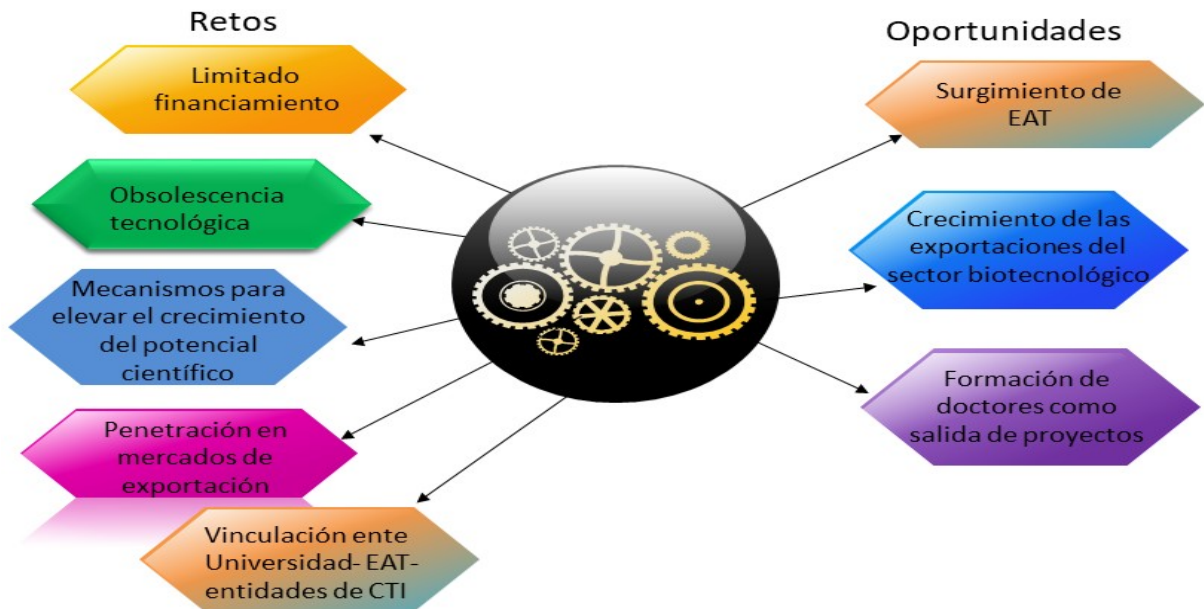 Retos
Limitado
financiamiento
Obsolescencia
tecnológica
Mecanismos para
elevar el crecimiento
del potencial
científico
Penetración en
mercados de
exportación
Vinculación ente
Universidad- EAT-
entidades de CTI
Oportunidades
Surgimiento de
EAT
Crecimiento de las
exportaciones del
sector biotecnológico
Formación de
doctores como
salida de proyectos